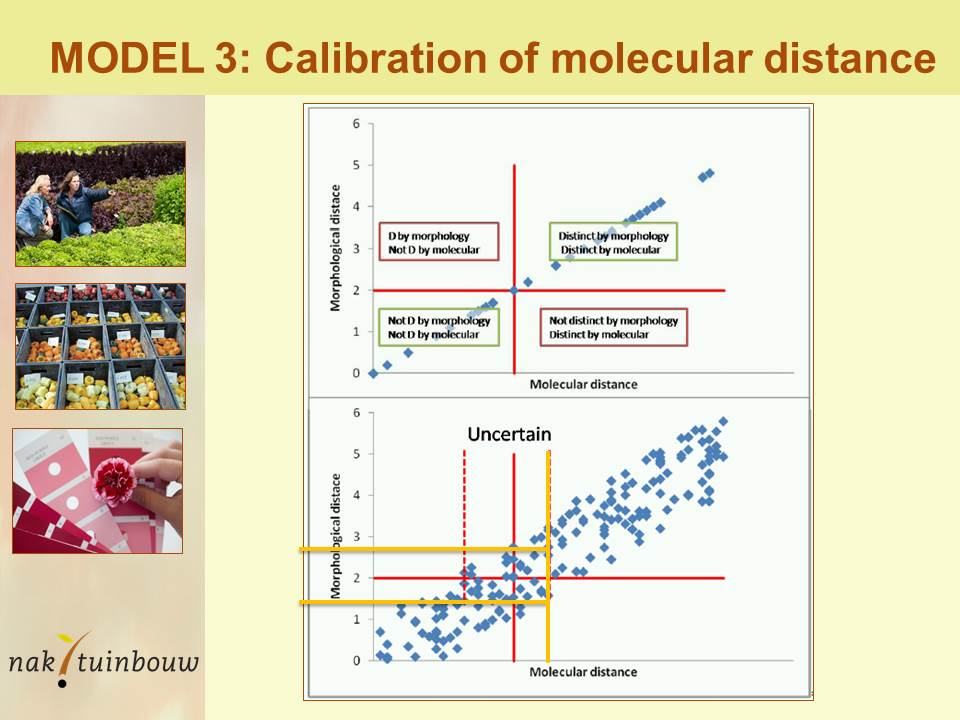 MODEL 3: Calibration of molecular distance
6
5
4
3
2
1
0
Morphological distace
D by morphology
Not D by molecular
Distinct by morphology
Distinct by molecular
Not D by morphology
Not D by molecular
Not distinct by morphology
Distinct by molecular
Molecular distance
6
5
4
3
2
1
0
Morphological distace
Uncertain
Molecular distance
nak tuinbouw